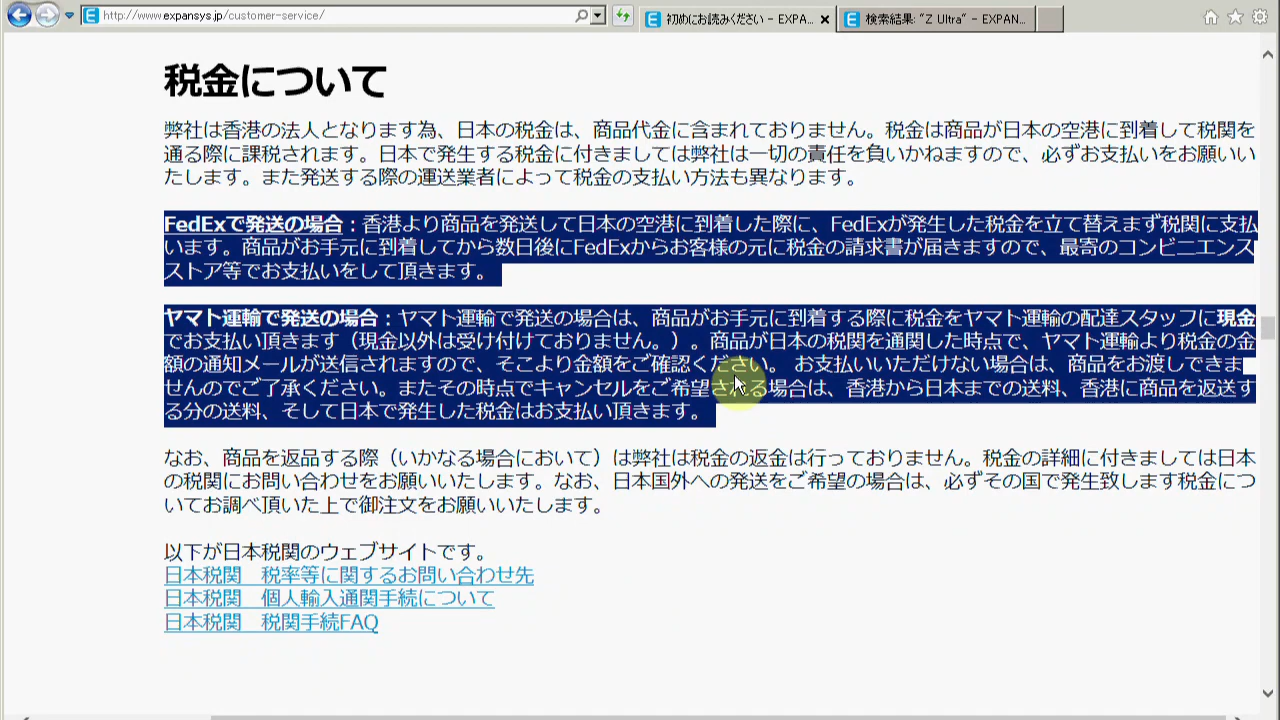 http://www.expansys.jp/customer-service/
初めにお読みください - EXPA...
検索結果: "Z Ultra" - EXPAN...
税金について
弊社は香港の法人となります為、日本の税金は、商品代金に含まれておりません。税金は商品が日本の空港に到着して税関を
通る際に課税されます。日本で発生する税金に付きましては弊社は一切の責任を負いかねますので、必ずお支払いをお願いい
たします。また発送する際の運送業者によって税金の支払い方法も異なります。
FedExで発送の場合：香港より商品を発送して日本の空港に到着した際に、FedExが発生した税金を立て替えまず税関に支払
います。商品がお手元に到着してから数日後にFedExからお客様の元に税金の請求書が届きますので、最寄のコンビニエンス
ストア等でお支払いをして頂きます。
ヤマト運輸で発送の場合：ヤマト運輸で発送の場合は、商品がお手元に到着する際に税金をヤマト運輸の配達スタッフに現金
でお支払い頂きます（現金以外は受け付けておりません。）。商品が日本の税関を通関した時点で、ヤマト運輸より税金の金
額の通知メールが送信されますので、そこより金額をご確認ください。 お支払いいただけない場合は、商品をお渡しできま
せんのでご了承ください。またその時点でキャンセルをご希望される場合は、香港から日本までの送料、香港に商品を返送す
る分の送料、そして日本で発生した税金はお支払い頂きます。
なお、商品を返品する際（いかなる場合において）は弊社は税金の返金は行っておりません。税金の詳細に付きましては日本
の税関にお問い合わせをお願いいたします。なお、日本国外への発送をご希望の場合は、必ずその国で発生致します税金につ
いてお調べ頂いた上で御注文をお願いいたします。
以下が日本税関のウェブサイトです。
日本税関　税率等に関するお問い合わせ先
日本税関　個人輸入通関手続について
日本税関　税関手続FAQ